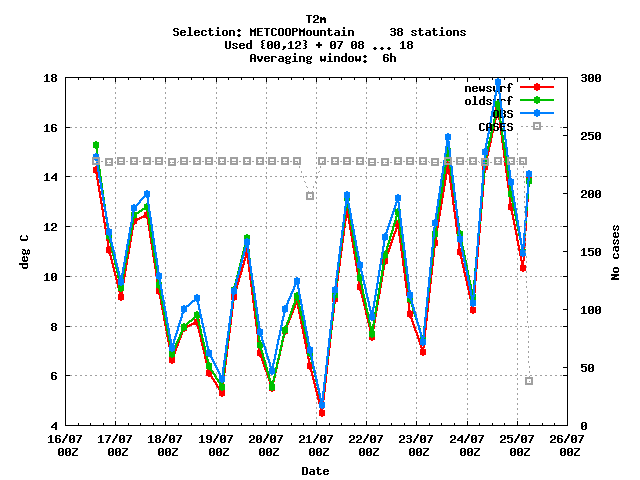 T2m
Selection: METCOOPMountain 38 stations
Used {00,12} + 07 08 ... 18
Averaging window: 6h
newsurf
oldsurf
OBS
CASES
deg C
18
16
14
12
10
8
6
4
No cases
300
250
200
150
100
50
0
16/07 17/07 18/07 19/07 20/07 21/07 22/07 23/07 24/07 25/07 26/07
00Z 00Z 00Z 00Z 00Z 00Z 00Z 00Z 00Z 00Z 00Z
Date